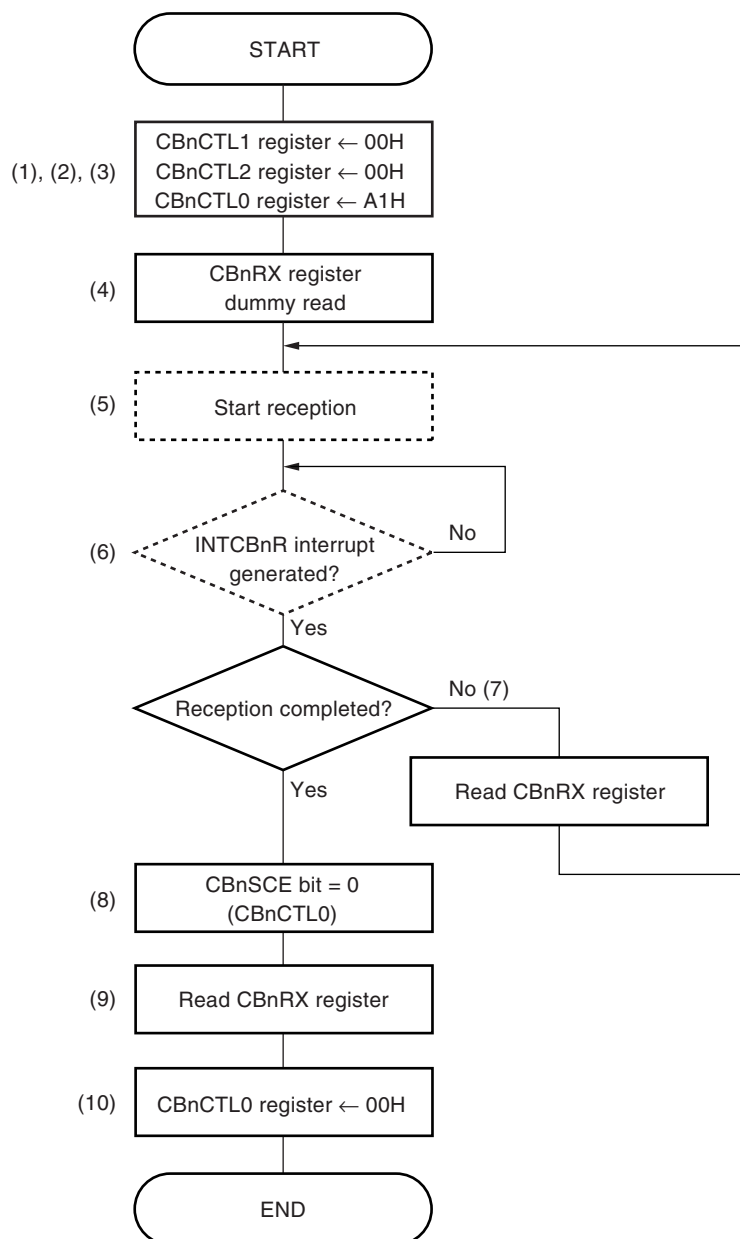 START
(1), (2), (3)
CBnCTL1 register ← 00H
CBnCTL2 register ← 00H
CBnCTL0 register ← A1H
(4)
CBnRX register
dummy read
(5)
Start reception
(6)
INTCBnR interrupt
generated?
No
Yes
Reception completed?
No (7)
Read CBnRX register
Yes
(8)
CBnSCE bit = 0
(CBnCTL0)
(9)
Read CBnRX register
(10)
CBnCTL0 register ← 00H
END